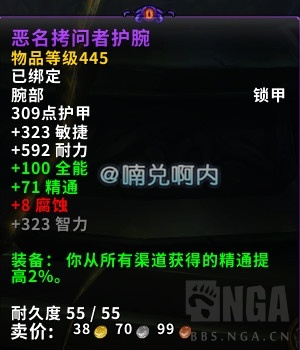 恶名拷问者护腕
物品等级445
已绑定
腕部 锁甲
309点护甲
+323 敏捷
+592 耐力
+100 全能
+71 精通
+8 腐蚀
+323 智力
@喃兑啊内
装备：你从所有渠道获得的精通提
高2%。
耐久度 55 / 55
卖价： 38 70 99
NGA
BBS.NGA.CN